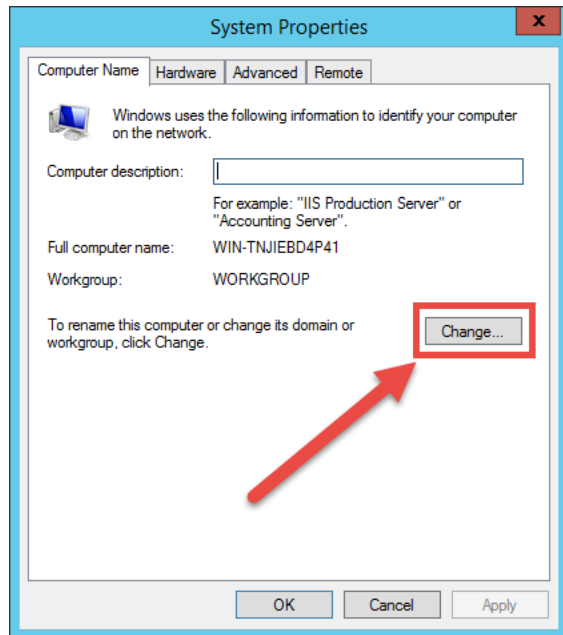 System Properties
x
Computer Name Hardware Advanced Remote
Windows uses the following information to identify your computer
on the network.
Computer description:
For example: "IIS Production Server" or
"Accounting Server".
Full computer name: WIN-TNJIEBD4P41
Workgroup: WORKGROUP
To rename this computer or change its domain or
workgroup, click Change.
Change...
OK Cancel Apply